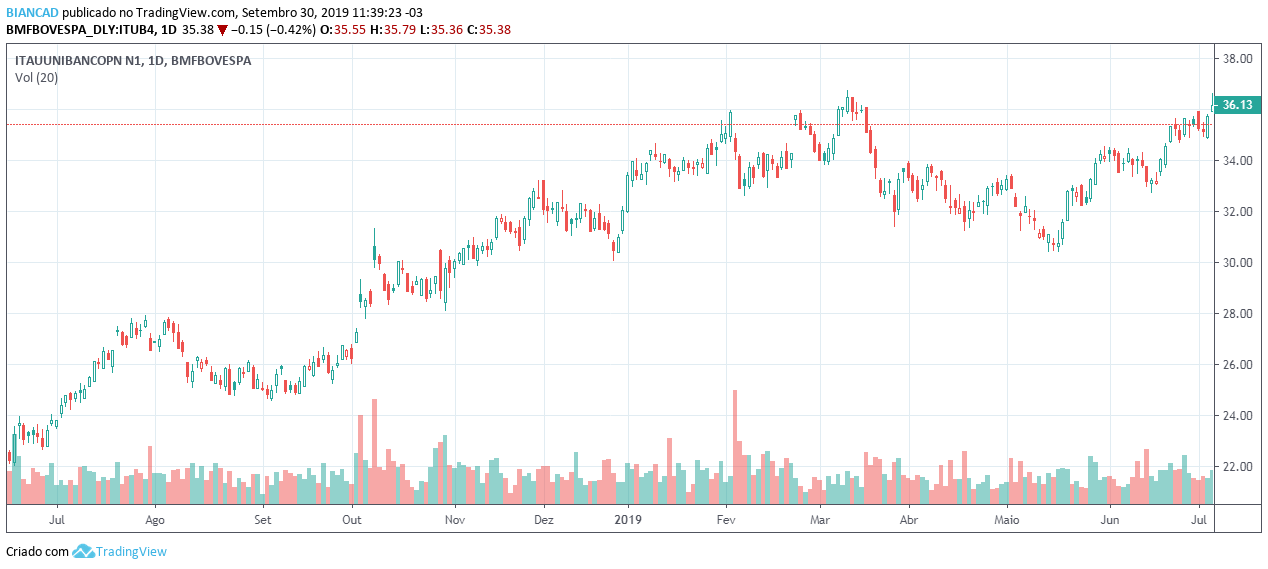 BIANCAD publicado no TradingView.com, Setembro 30, 2019 11:39:23 -03
BMFBOVESPA_DLY:ITUB4, 1D 35.38 ▼ −0.15 (−0.42%) O:35.55 H:35.79 L:35.36 C:35.38
ITAUUNIBANCOPN N1, 1D, BMFBOVESPA
Vol (20)
38.00
36.13
34.00
32.00
30.00
28.00
26.00
24.00
22.00
Jul Ago Set Out Nov Dez 2019 Fev Mar Abr Maio Jun Jul
Criado com TradingView